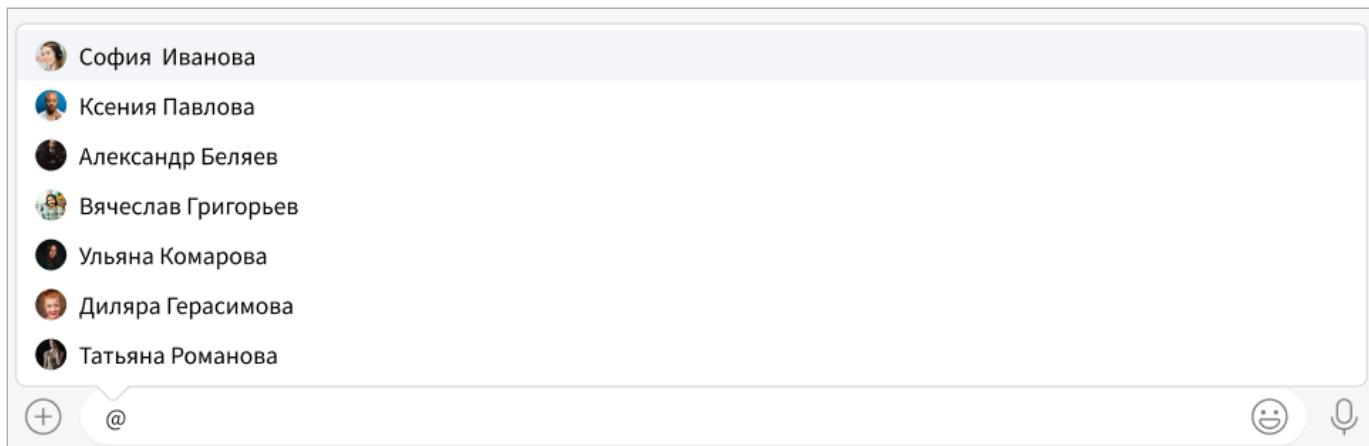 София  Иванова
Ксения Павлова
Александр Беляев
Вячеслав Григорьев
Ульяна Комарова
Диляра Герасимова
Татьяна Романова
@